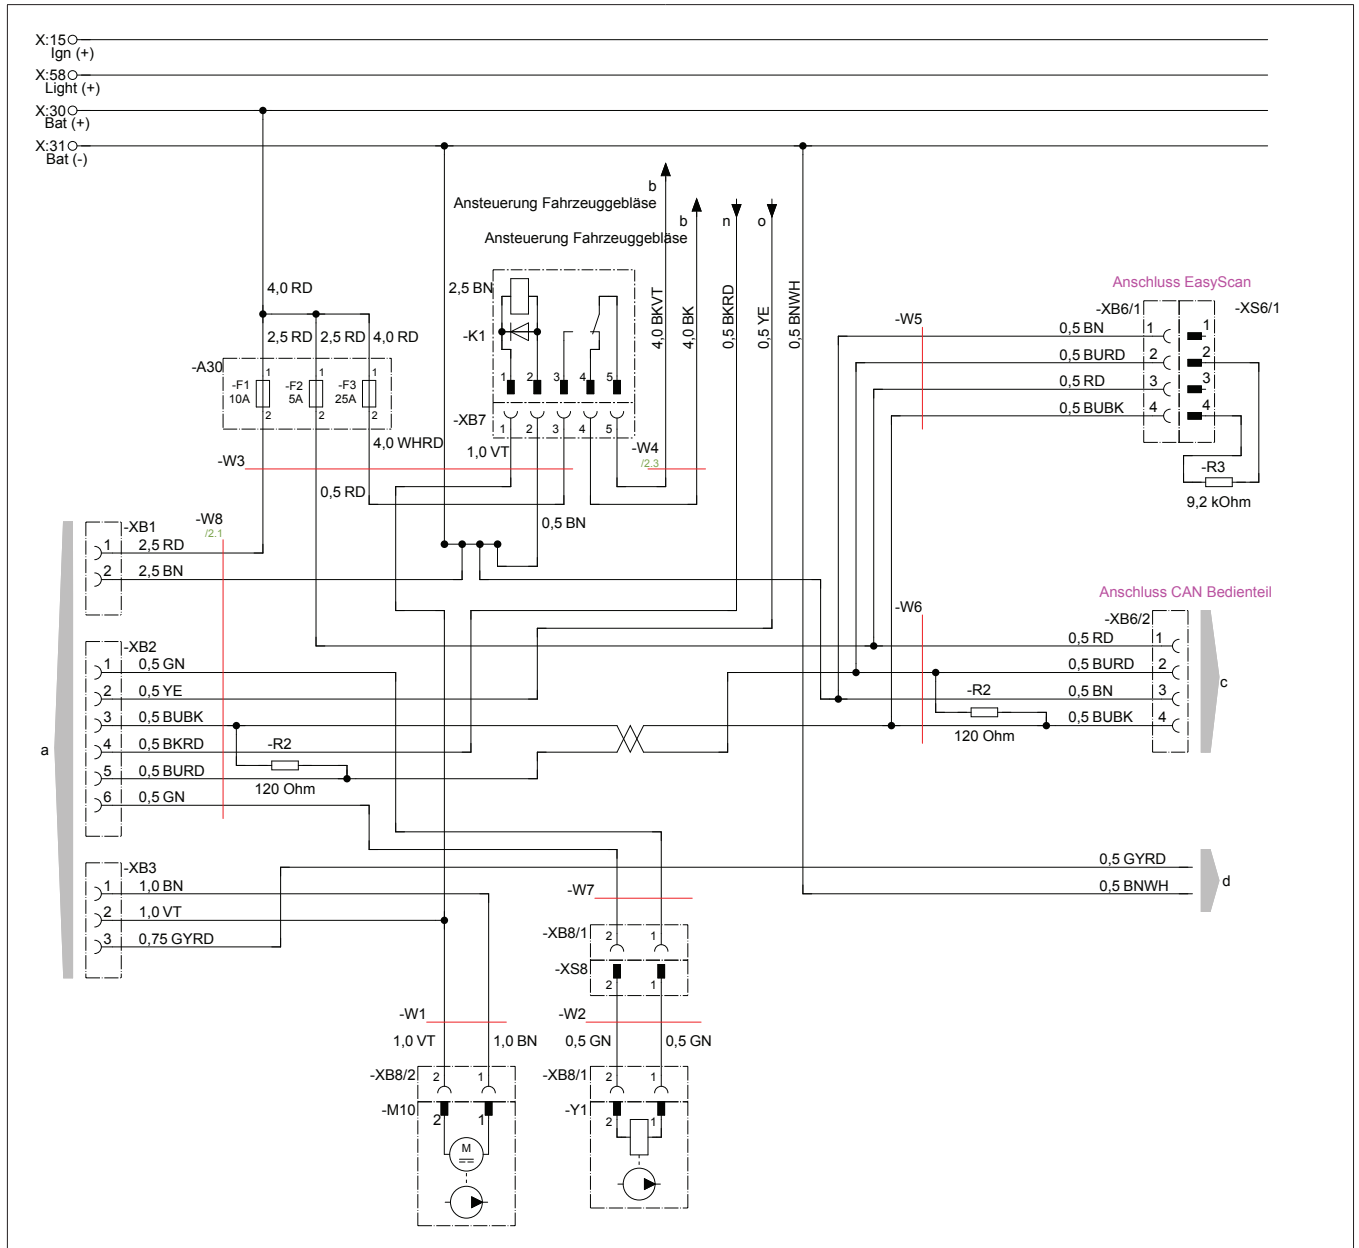 X:15
Ign (+)
X:58
Light (+)
X:30
Bat (+)
X:31
Bat (-)
b
Ansteuerung Fahrzeuggebläse
b n o
Ansteuerung Fahrzeuggebläse
4,0 RD
2,5 BN
4,0 BKVT
4,0 BK
0,5 BKRD
0,5 YE
0,5 BNWH
2,5 RD 2,5 RD 4,0 RD
-K1
-A30
-F1
10A
1
2
-F2
5A
1
2
-F3
25A
1
2
1 2 3 4 5
-XB7
1 2 3 4 5
4,0 WHRD
1,0 VT
-W3
-W4
/2.3
0,5 RD
0,5 BN
Anschluss EasyScan
-XB6/1
-XS6/1
-W5
0,5 BN 1 1
0,5 BURD 2 2
0,5 RD 3 3
0,5 BUBK 4 4
-R3
9,2 kOhm
-XB1
-W8
/2.1
1 2,5 RD
2 2,5 BN
Anschluss CAN Bedienteil
-W6
-XB6/2
0,5 RD 1
0,5 BURD 2
0,5 BN 3
0,5 BUBK 4
c
-R2
120 Ohm
-XB2
1 0,5 GN
2 0,5 YE
3 0,5 BUBK
4 0,5 BKRD
5 0,5 BURD
6 0,5 GN
-R2
120 Ohm
a
-XB3
1 1,0 BN
2 1,0 VT
3 0,75 GYRD
0,5 GYRD
0,5 BNWH
d
-W7
-XB8/1
2 1
-XS8
2 1
-W1
1,0 VT 1,0 BN
-W2
0,5 GN 0,5 GN
-XB8/2
2 1
-M10
2 1
M
-XB8/1
2 1
-Y1
2 1